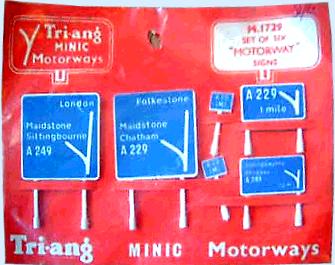 Tri-ang
MINIC
Motorways
M.1729
SET OF SIX
"MOTORWAY"
SIGNS
London
Maidstone
Sittingbourne
A 249
Folkestone
Maidstone
Chatham
A 229
A 229
1 mile
A 249
Tri-ang MINIC Motorways